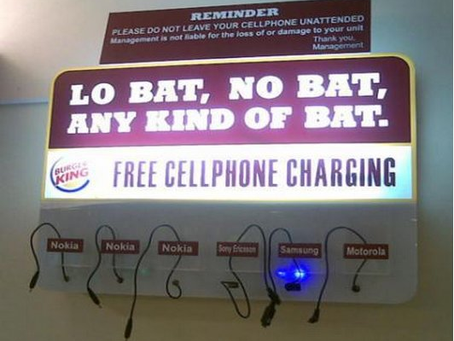 REMINDER
PLEASE DO NOT LEAVE YOUR CELLPHONE UNATTENDED
Management is not liable for the loss of or damage to your unit
Thank you,
Management
LO BAT, NO BAT,
ANY KIND OF BAT.
BURGER
KING
FREE CELLPHONE CHARGING
Nokia
Nokia
Nokia
Sony Ericsson
Samsung
Motorola